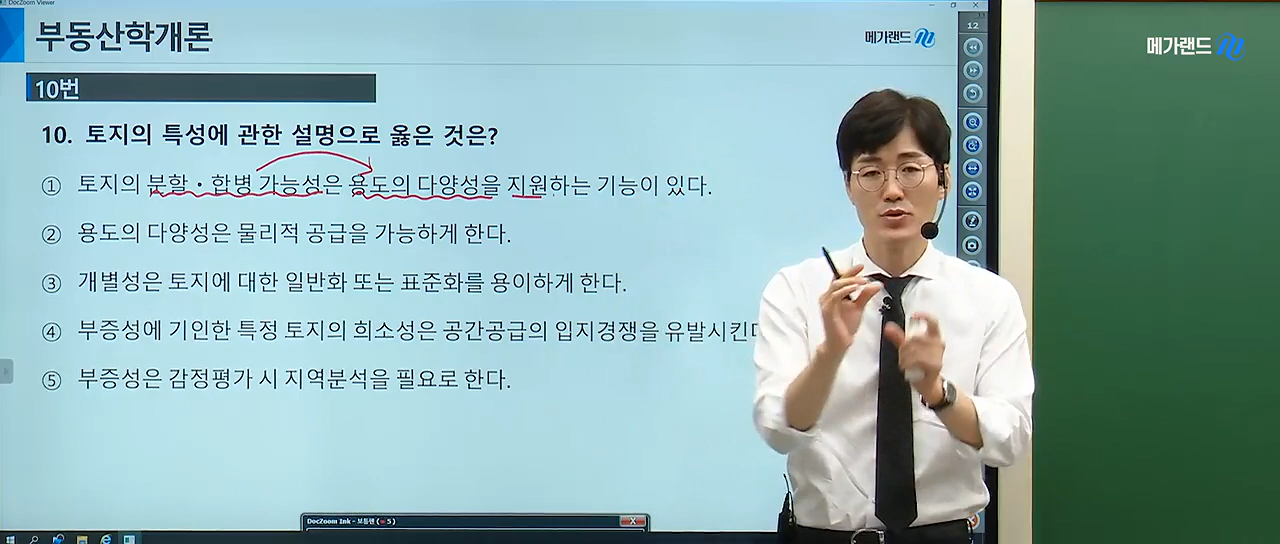 DocZoom Viewer
부동산학개론
메가랜드
12
메가랜드
10번
10. 토지의 특성에 관한 설명으로 옳은 것은?
① 토지의 분할·합병 가능성은 용도의 다양성을 지원하는 기능이 있다.
② 용도의 다양성은 물리적 공급을 가능하게 한다.
③ 개별성은 토지에 대한 일반화 또는 표준화를 용이하게 한다.
④ 부증성에 기인한 특정 토지의 희소성은 공간공급의 입지경쟁을 유발시킨
⑤ 부증성은 감정평가 시 지역분석을 필요로 한다.
DocZoom Ink - 보통펜 (5)